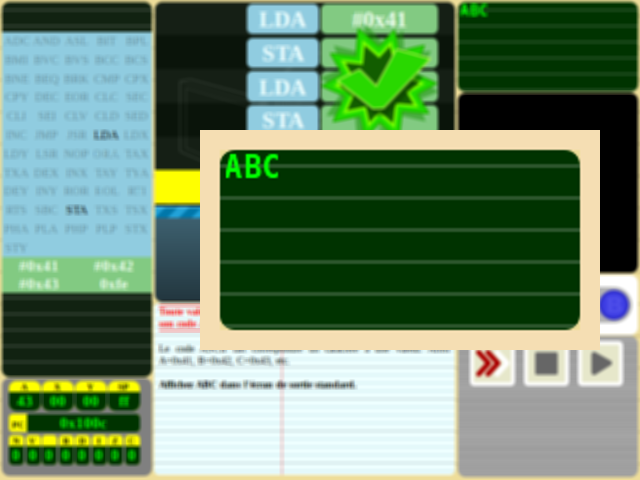 LDA #0x41
STA
LDA
STA
ABC
ABC
ADC AND ASL BIT BPL
BMI BVC BVS BCC BCS
BNE BEQ BRK CMP CPX
CPY DEC EOR CLC SEC
CLI SEI CLV CLD SED
INC JMP JSR LDA LDX
LDY LSR NOP ORA TAX
TXA DEX INX TAY TYA
DEY INY ROR ROL RTI
RTS SBC STA TXS TSX
PHA PLA PHP PLP STX
STY
#0x41 #0x42
#0x43 0xfe
A X Y SP
43 00 00 ff
PC 0x100c
0 0 0 0 0 0 0 0
Toute val
son code
Le code
A=0x41, B=0x42, C=0x43, etc.
Afficher ABC dans l'écran de sortie standard.